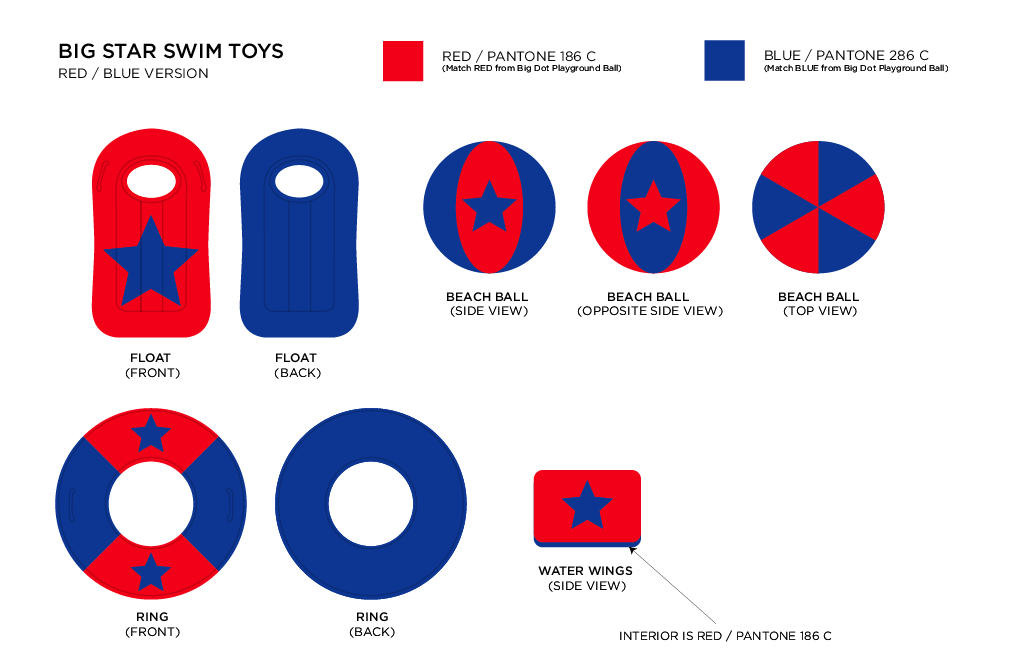 BIG STAR SWIM TOYS
RED / BLUE VERSION
RED / PANTONE 186 C
(Match RED from Big Dot Playground Ball)
BLUE / PANTONE 286 C
(Match BLUE from Big Dot Playground Ball)
BEACH BALL
(SIDE VIEW)
BEACH BALL
(OPPOSITE SIDE VIEW)
BEACH BALL
(TOP VIEW)
FLOAT
(FRONT)
FLOAT
(BACK)
WATER WINGS
(SIDE VIEW)
RING
(FRONT)
RING
(BACK)
INTERIOR IS RED / PANTONE 186 C